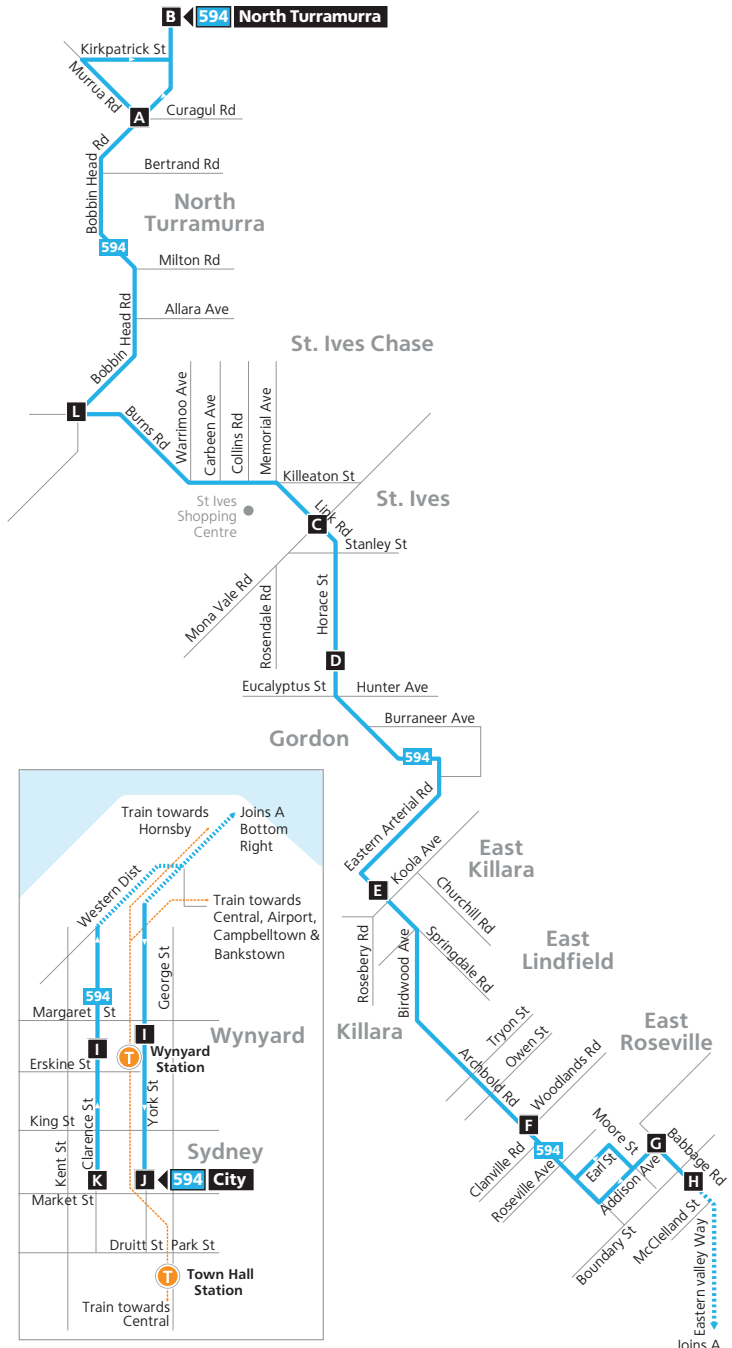 B 594 North Turramurra
Kirkpatrick St
Murrua Rd
A
Curagul Rd
Bobbin Head Rd
Bertrand Rd
North
Turramurra
594
Milton Rd
Bobbin Head Rd
Allara Ave
St. Ives Chase
L
Burns Rd
Warrimoo Ave
Carbeen Ave
Collins Rd
Memorial Ave
Killeaton St
St. Ives
St Ives
Shopping
Centre
Link Rd
C
Stanley St
Mona Vale Rd
Rosendale Rd
Horace St
D
Eucalyptus St
Hunter Ave
Burraneer Ave
Gordon
594
Eastern Arterial Rd
East
Killara
Koola Ave
E
Churchill Rd
Rosebery Rd
Birdwood Ave
Springdale Rd
East
Lindfield
Killara
Tryon St
Owen St
East
Roseville
Archbold Rd
Woodlands Rd
F
594
Clanville Rd
Roseville Ave
Moore St
Earl St
Addison Ave
G
Babbage Rd
H
McClelland St
Boundary St
Eastern valley Way
Joins A
Train towards
Hornsby
Joins A
Bottom
Right
Western Dist
Train towards
Central, Airport,
Campbelltown &
Bankstown
George St
594
Margaret St
Wynyard
I
I
T
Wynyard
Station
Erskine St
York St
King St
Clarence St
Kent St
Sydney
K
J 594 City
Market St
Druitt St
Park St
T
Town Hall
Station
Train towards
Central